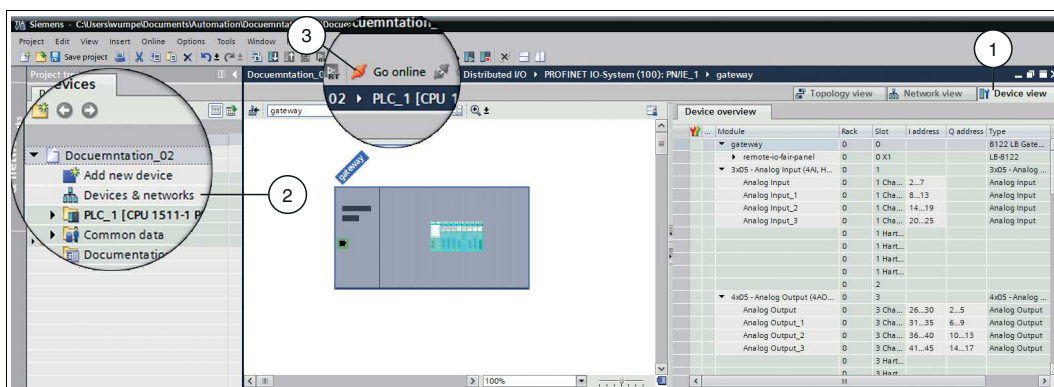 Siemens - C:\Users\wumpe\Documents\Automation\Docuemntat
cuemntation_
Project Edit View Insert Online Options Tools Window
Save project
3
Go online
1
Project tr
evices
Docuemntation_0
02 ▸ PLC_1 [CPU 1
Distributed I/O ▸ PROFINET IO-System (100): PN/IE_1 ▸ gateway
Topology view Network view Device view
gateway
Device overview
... Module Rack Slot I address Q address Type
Docuemntation_02
Add new device
Devices & networks
2
PLC_1 [CPU 1511-1 P
Common data
Documentatio
gateway
gateway 0 0 8122 LB Gate...
remote-io-fair-panel 0 0 X1 LB-8122
3x05 - Analog Input (4AI, H... 0 1 3x05 - Analog ...
Analog Input 0 1 Cha... 2...7 Analog Input
Analog Input_1 0 1 Cha... 8...13 Analog Input
Analog Input_2 0 1 Cha... 14...19 Analog Input
Analog Input_3 0 1 Cha... 20...25 Analog Input
0 1 Hart...
0 1 Hart...
0 1 Hart...
0 1 Hart...
0 2
4x05 - Analog Output (4AO... 0 3 4x05 - Analog ...
Analog Output 0 3 Cha... 26...30 2...5 Analog Output
Analog Output_1 0 3 Cha... 31...35 6...9 Analog Output
Analog Output_2 0 3 Cha... 36...40 10...13 Analog Output
Analog Output_3 0 3 Cha... 41...45 14...17 Analog Output
0 3 Hart...
0 3 Hart...
100%